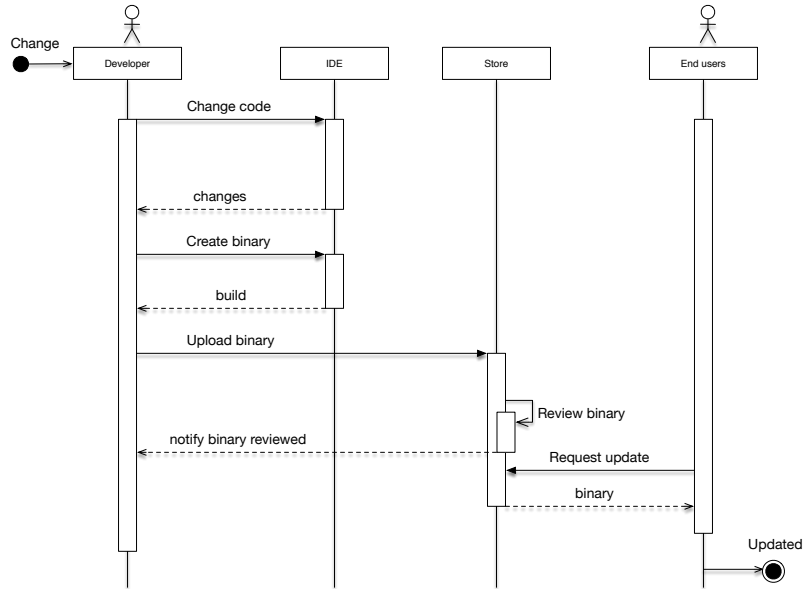 Change
Developer
IDE
Store
End users
Change code
changes
Create binary
build
Upload binary
Review binary
notify binary reviewed
Request update
binary
Updated